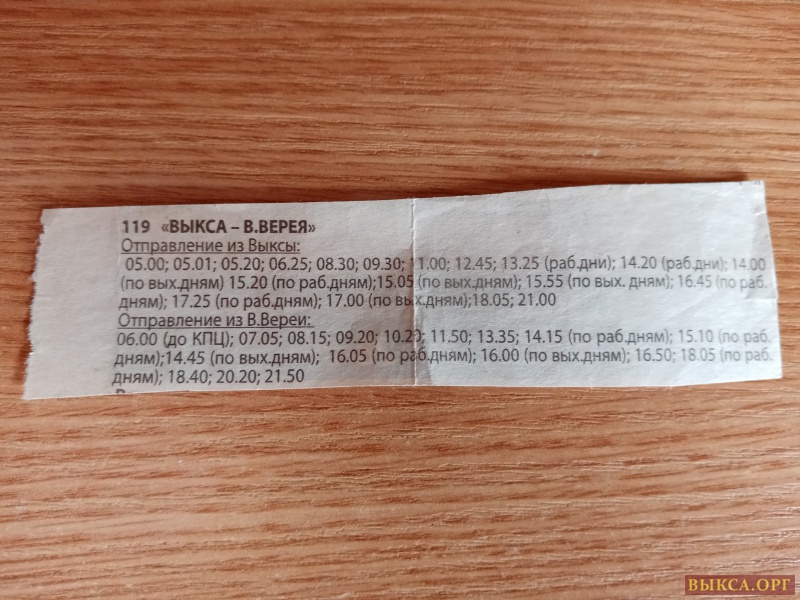 119 «ВЫКСА – В.ВЕРЕЯ»
Отправление из Выксы:
05.00; 05.01; 05.20; 06.25; 08.30; 09.30; 11.00; 12.45; 13.25 (раб.дни); 14.20 (раб.дни); 14.00
(по вых.дням) 15.20 (по раб.дням);15.05 (по вых.дням); 15.55 (по вых. дням); 16.45 (по раб.
дням); 17.25 (по раб.дням); 17.00 (по вых.дням);18.05; 21.00
Отправление из В.Вереи:
06.00 (до КПЦ); 07.05; 08.15; 09.20; 10.20; 11.50; 13.35; 14.15 (по раб.дням); 15.10 (по раб.
дням);14.45 (по вых.дням); 16.05 (по раб.дням); 16.00 (по вых.дням); 16.50; 18.05 (по раб.
дням); 18.40; 20.20; 21.50
ВЫКСА.ОРГ